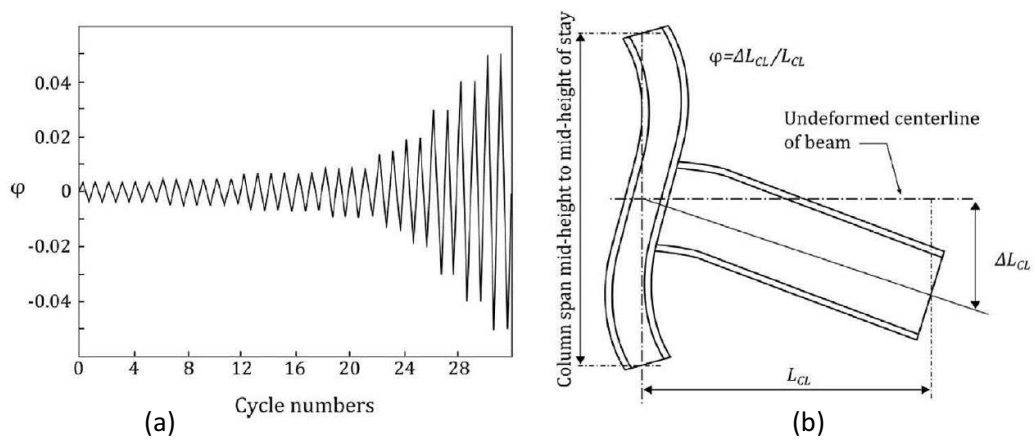 0.04
0.02
φ
0
-0.02
-0.04
0
4
8
12
16
20
24
28
Cycle numbers
(a)
Column span mid-height to mid-height of stay
φ=ΔL_CL/L_CL
Undeformed centerline
of beam
ΔL_CL
L_CL
(b)